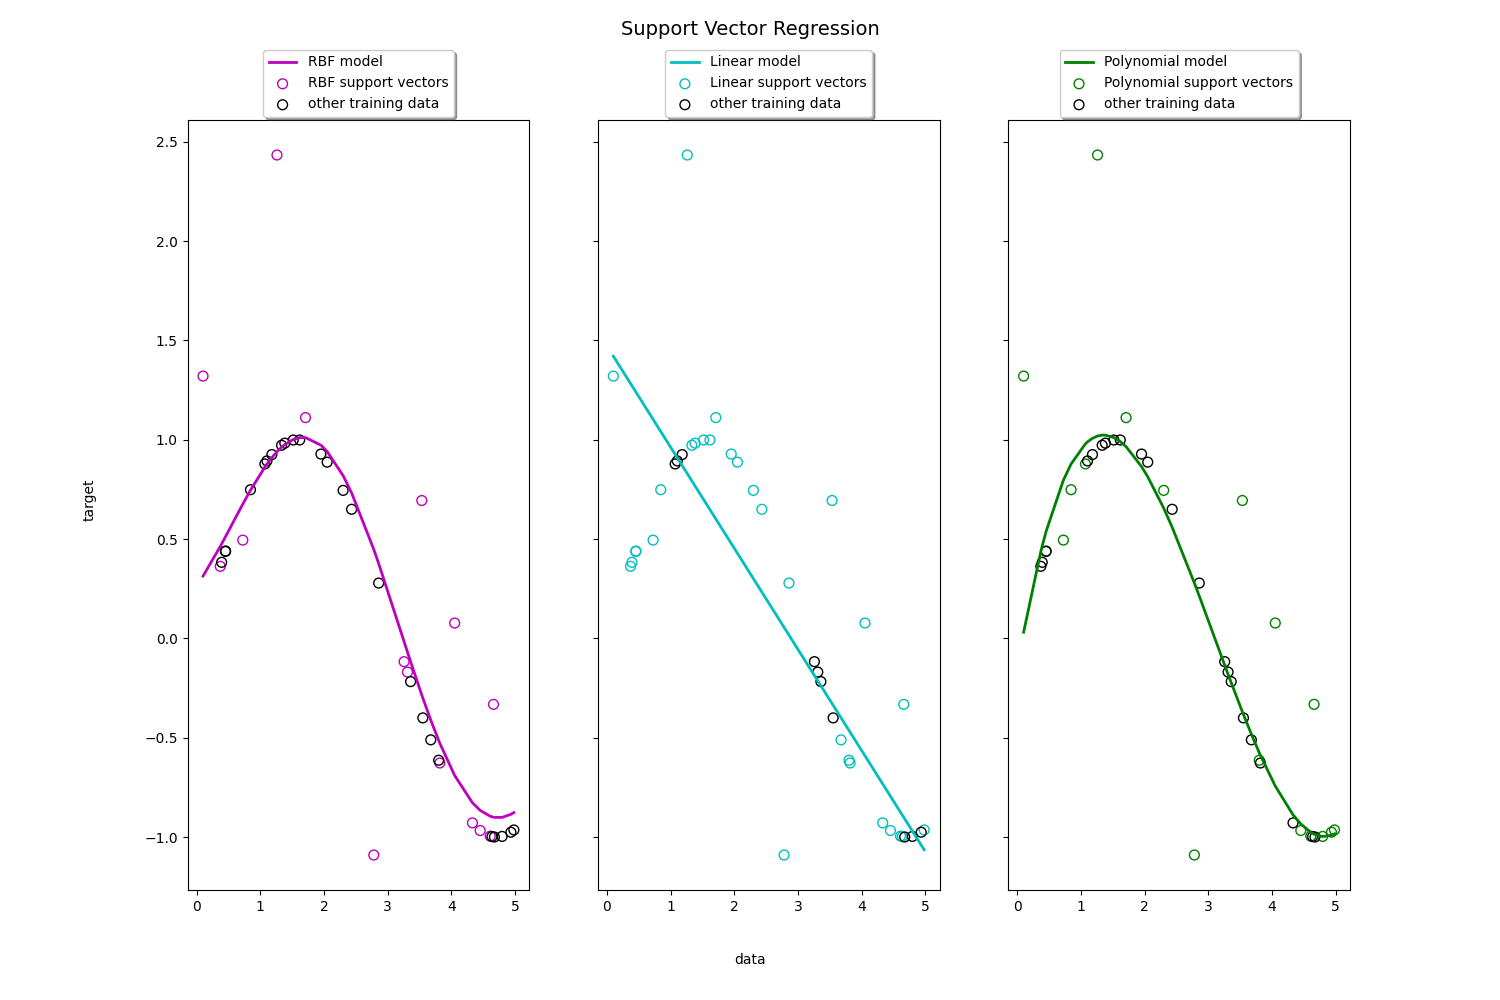 Support Vector Regression
RBF model
RBF support vectors
other training data
Linear model
Linear support vectors
other training data
Polynomial model
Polynomial support vectors
other training data
2.5
2.0
1.5
1.0
0.5
0.0
−0.5
−1.0
target
0 1 2 3 4 5
0 1 2 3 4 5
0 1 2 3 4 5
data